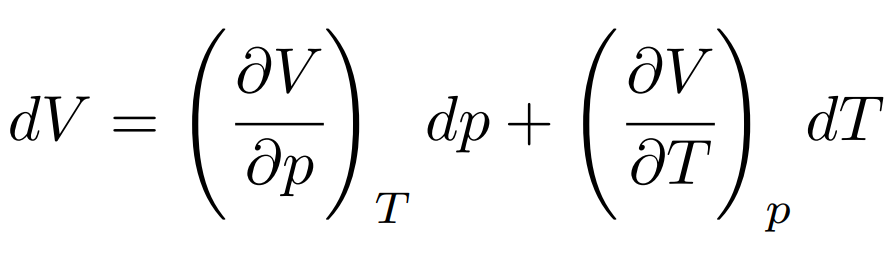 dV = (∂V/∂p)_T dp + (∂V/∂T)_p dT